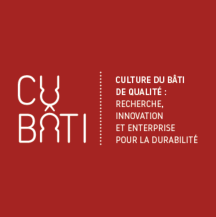 CU
BÂTI
CULTURE DU BÂTI
DE QUALITÉ :
RECHERCHE,
INNOVATION
ET ENTERPRISE
POUR LA DURABILITÉ